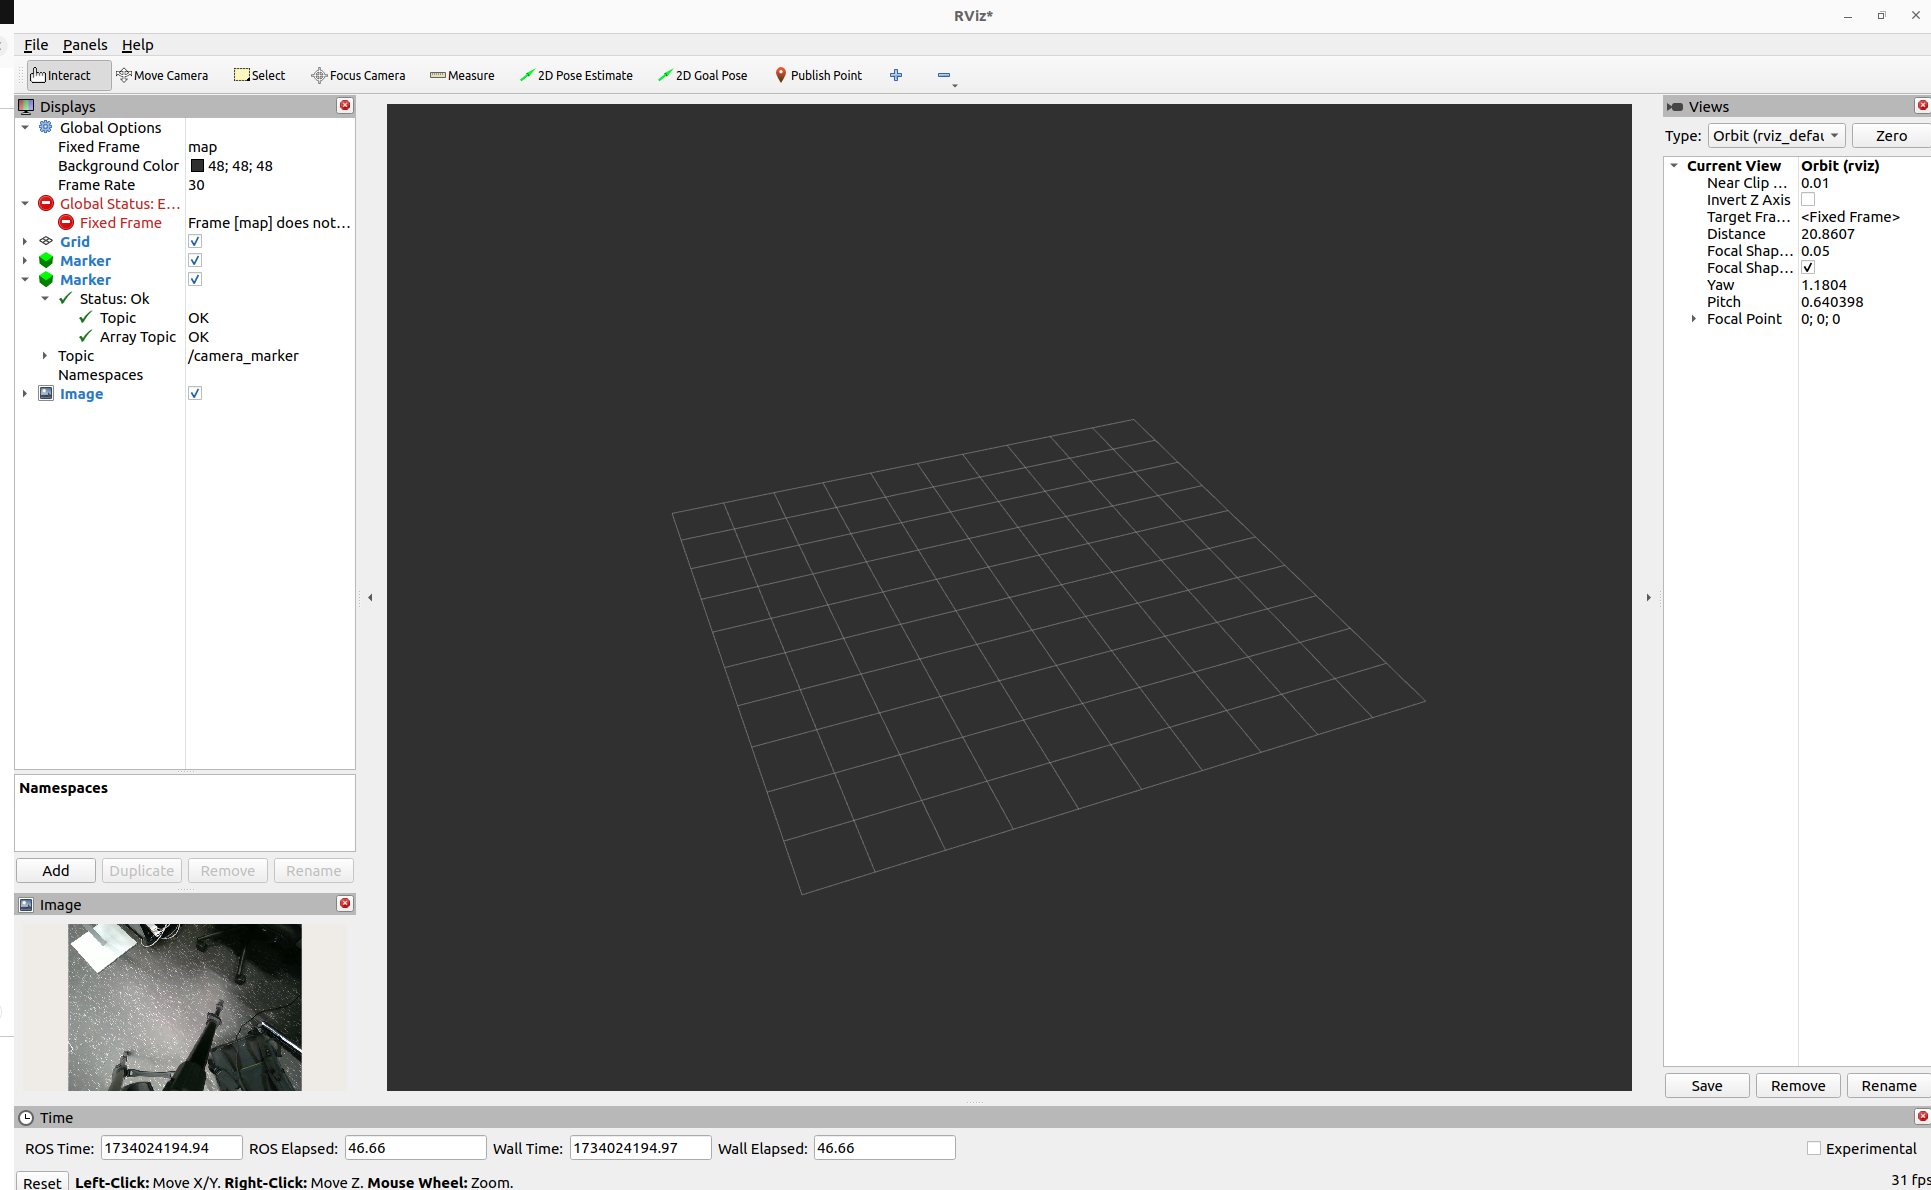 RViz*
File Panels Help
Interact Move Camera Select Focus Camera Measure 2D Pose Estimate 2D Goal Pose Publish Point
Displays
Global Options
Fixed Frame map
Background Color 48; 48; 48
Frame Rate 30
Global Status: E...
Fixed Frame Frame [map] does not...
Grid
Marker
Marker
Status: Ok
Topic OK
Array Topic OK
Topic /camera_marker
Namespaces
Image
Namespaces
Add Duplicate Remove Rename
Image
Views
Type: Orbit (rviz_defau Zero
Current View Orbit (rviz)
Near Clip ... 0.01
Invert Z Axis
Target Fra... <Fixed Frame>
Distance 20.8607
Focal Shap... 0.05
Focal Shap...
Yaw 1.1804
Pitch 0.640398
Focal Point 0; 0; 0
Save Remove Rename
Time
ROS Time: 1734024194.94 ROS Elapsed: 46.66 Wall Time: 1734024194.97 Wall Elapsed: 46.66 Experimental
Reset Left-Click: Move X/Y. Right-Click: Move Z. Mouse Wheel: Zoom. 31 fps